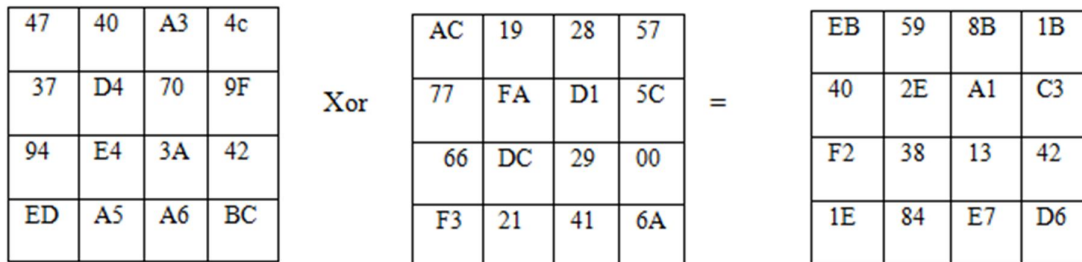 47 40 A3 4c AC 19 28 57 EB 59 8B 1B
37 D4 70 9F Xor 77 FA D1 5C = 40 2E A1 C3
94 E4 3A 42 66 DC 29 00 F2 38 13 42
ED A5 A6 BC F3 21 41 6A 1E 84 E7 D6